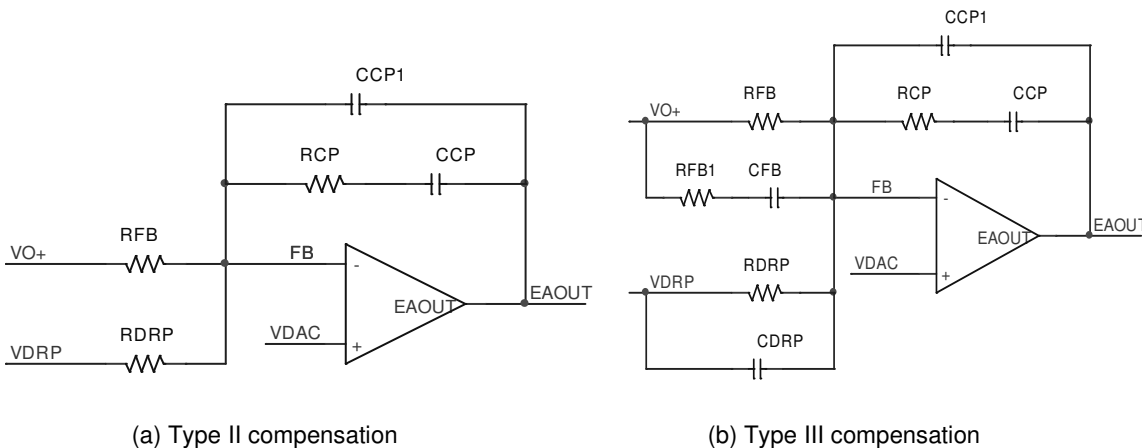 CCP1
RCP
CCP
VO+
RFB
FB
-
EAOUT
EAOUT
VDRP
RDRP
VDAC
+
(a) Type II compensation
CCP1
VO+
RFB
RCP
CCP
RFB1
CFB
FB
-
EAOUT
EAOUT
VDRP
RDRP
VDAC
+
CDRP
(b) Type III compensation